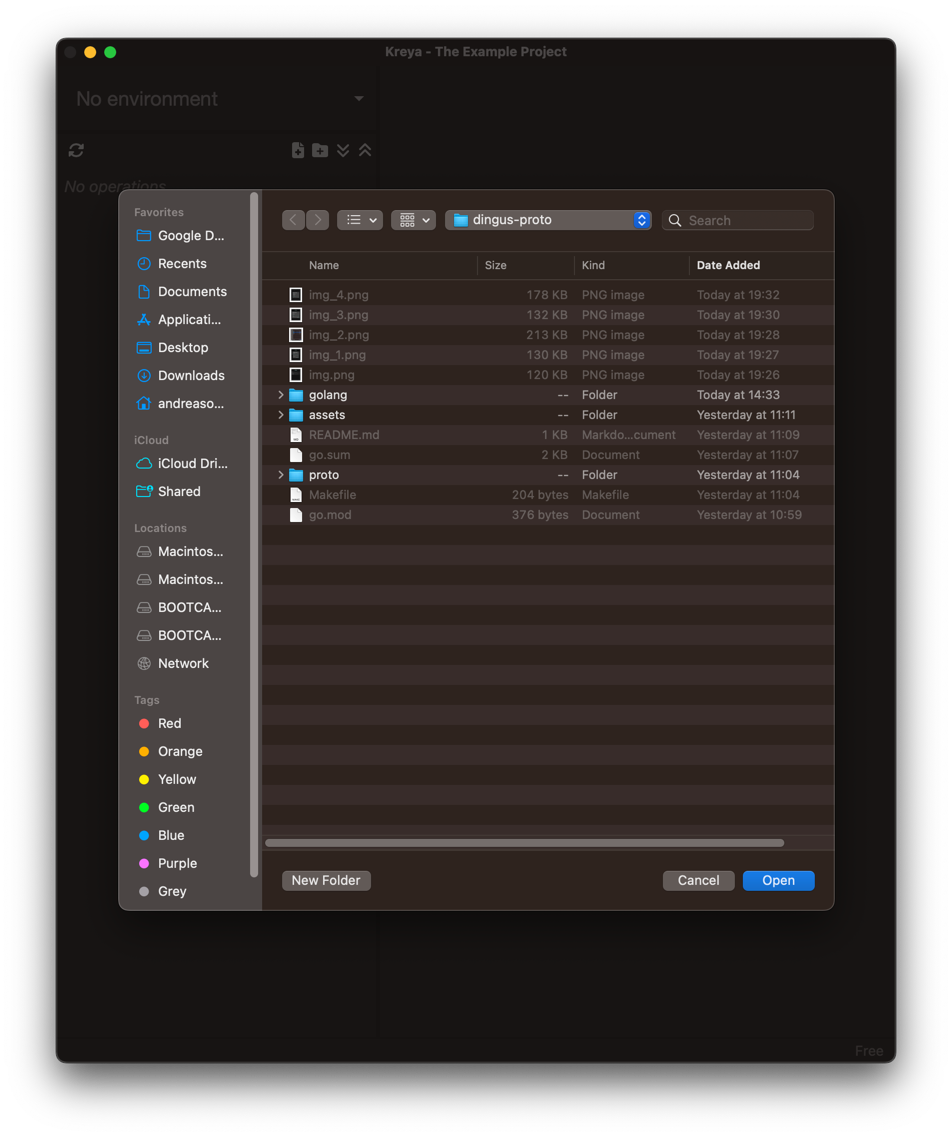 Kreya - The Example Project
No environment
No operations
Favorites
Google D...
Recents
Documents
Applicati...
Desktop
Downloads
andreaso...
iCloud
iCloud Dri...
Shared
Locations
Macintos...
Macintos...
BOOTCA...
BOOTCA...
Network
Tags
Red
Orange
Yellow
Green
Blue
Purple
Grey
dingus-proto
Search
Name Size Kind Date Added
img_4.png 178 KB PNG image Today at 19:32
img_3.png 132 KB PNG image Today at 19:30
img_2.png 213 KB PNG image Today at 19:28
img_1.png 130 KB PNG image Today at 19:27
img.png 120 KB PNG image Today at 19:26
golang -- Folder Today at 14:33
assets -- Folder Yesterday at 11:11
README.md 1 KB Markdo...cument Yesterday at 11:09
go.sum 2 KB Document Yesterday at 11:07
proto -- Folder Yesterday at 11:04
Makefile 204 bytes Makefile Yesterday at 11:04
go.mod 376 bytes Document Yesterday at 10:59
New Folder
Cancel
Open
Free